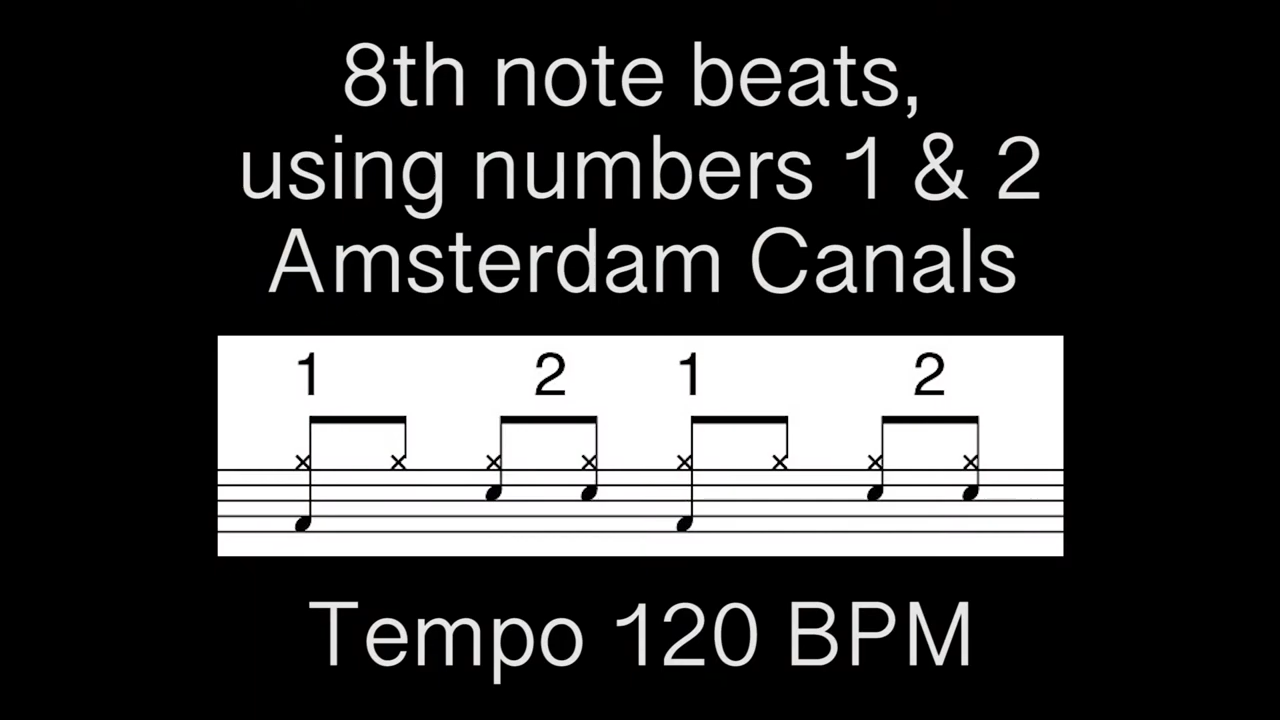 8th note beats,
using numbers 1 & 2
Amsterdam Canals
1 2 1 2
Tempo 120 BPM